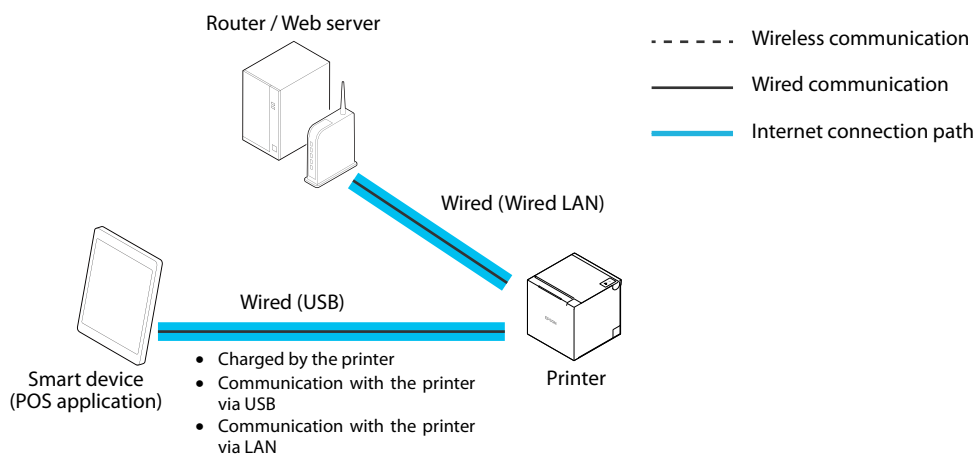 Router / Web server
Wireless communication
Wired communication
Internet connection path
Wired (Wired LAN)
Wired (USB)
• Charged by the printer
• Communication with the printer
via USB
• Communication with the printer
via LAN
Smart device
(POS application)
EPSON
Printer